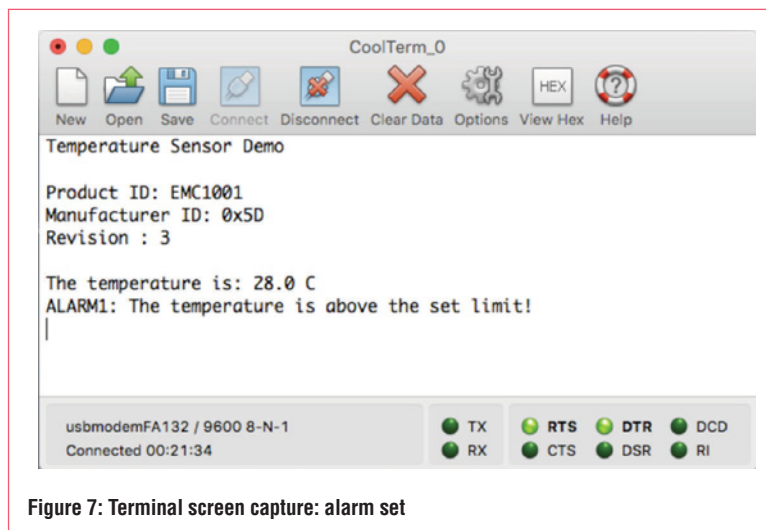 CoolTerm_0
New Open Save Connect Disconnect Clear Data Options View Hex Help
HEX
?
Temperature Sensor Demo
Product ID: EMC1001
Manufacturer ID: 0x5D
Revision : 3
The temperature is: 28.0 C
ALARM1: The temperature is above the set limit!
usbmodemFA132 / 9600 8-N-1
Connected 00:21:34
TX RTS DTR DCD
RX CTS DSR RI
Figure 7: Terminal screen capture: alarm set